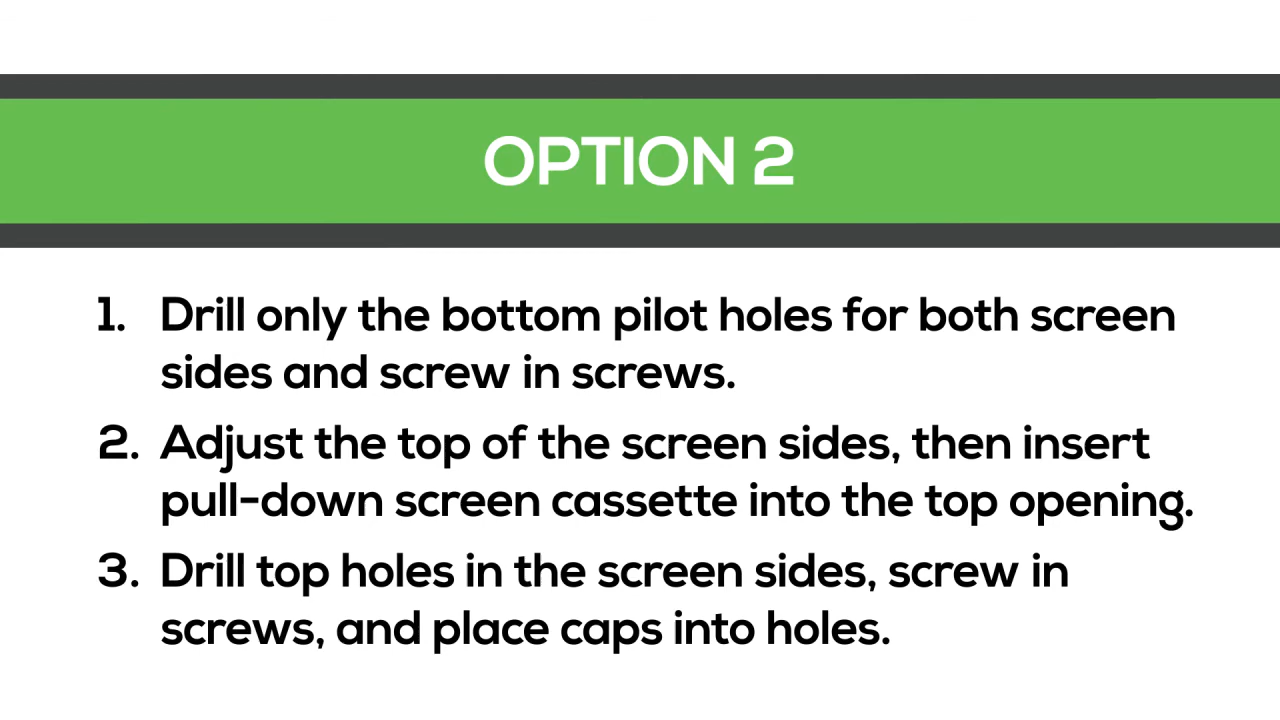 OPTION 2
1. Drill only the bottom pilot holes for both screen
sides and screw in screws.
2. Adjust the top of the screen sides, then insert
pull-down screen cassette into the top opening.
3. Drill top holes in the screen sides, screw in
screws, and place caps into holes.